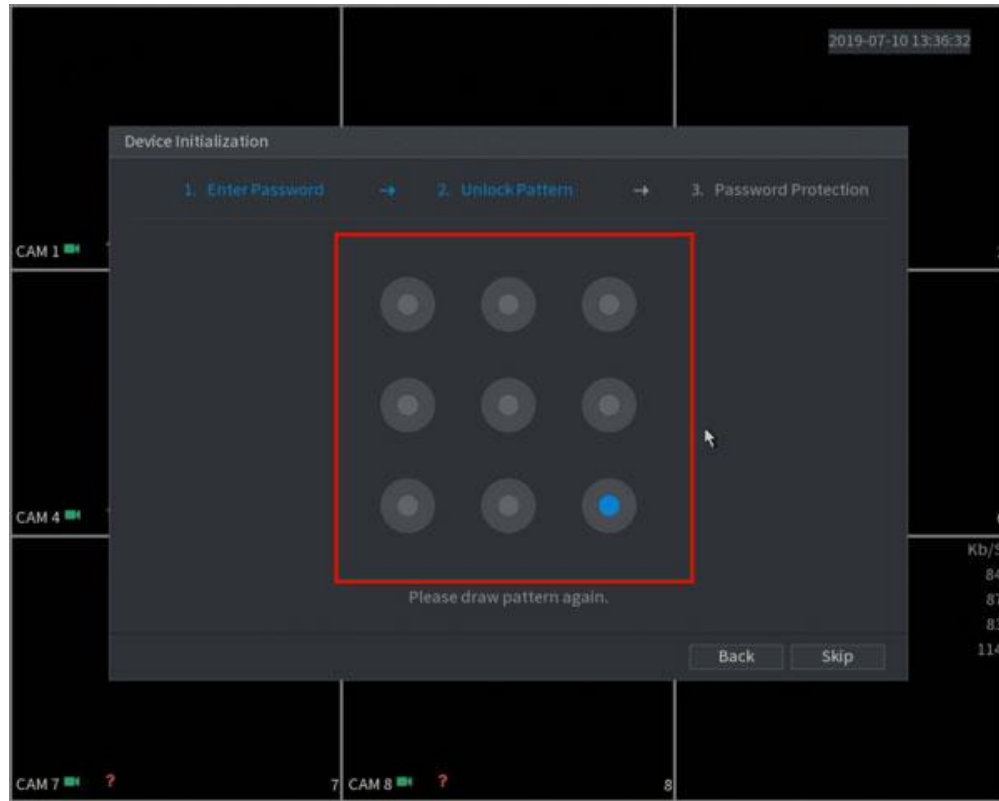 2019-07-10 13:36:32
Device Initialization
1. Enter Password → 2. Unlock Pattern → 3. Password Protection
CAM 1
CAM 4
Kb/S
84
87
114
Please draw pattern again.
Back Skip
CAM 7 ? 7 CAM 8 ? 8